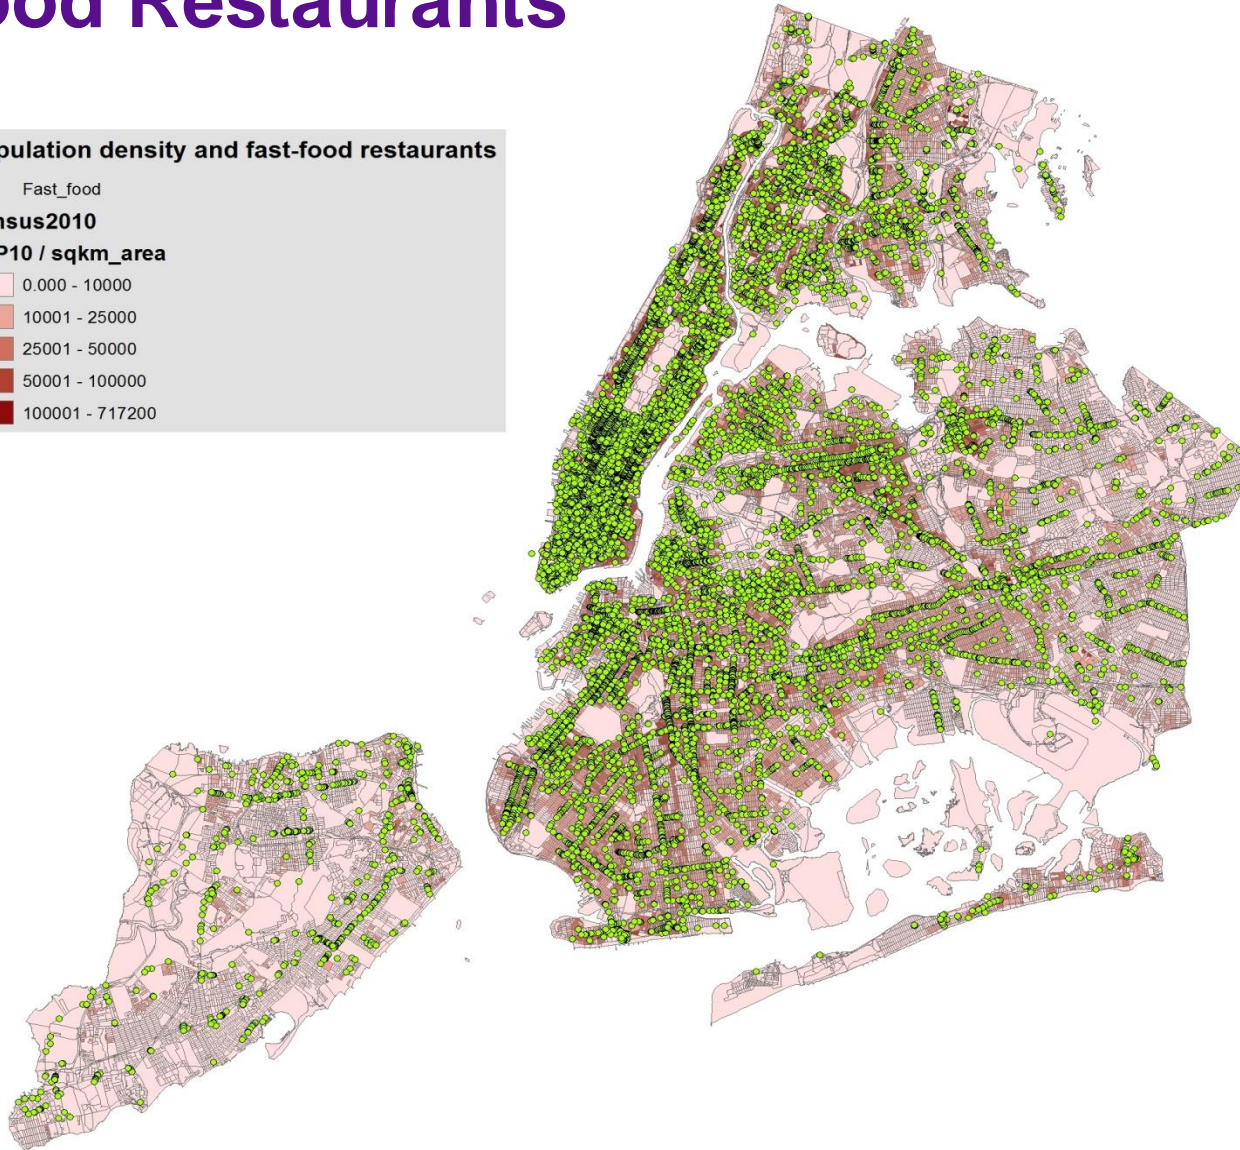 ood Restaurants
pulation density and fast-food restaurants
Fast_food
nsus2010
P10 / sqkm_area
0.000 - 10000
10001 - 25000
25001 - 50000
50001 - 100000
100001 - 717200